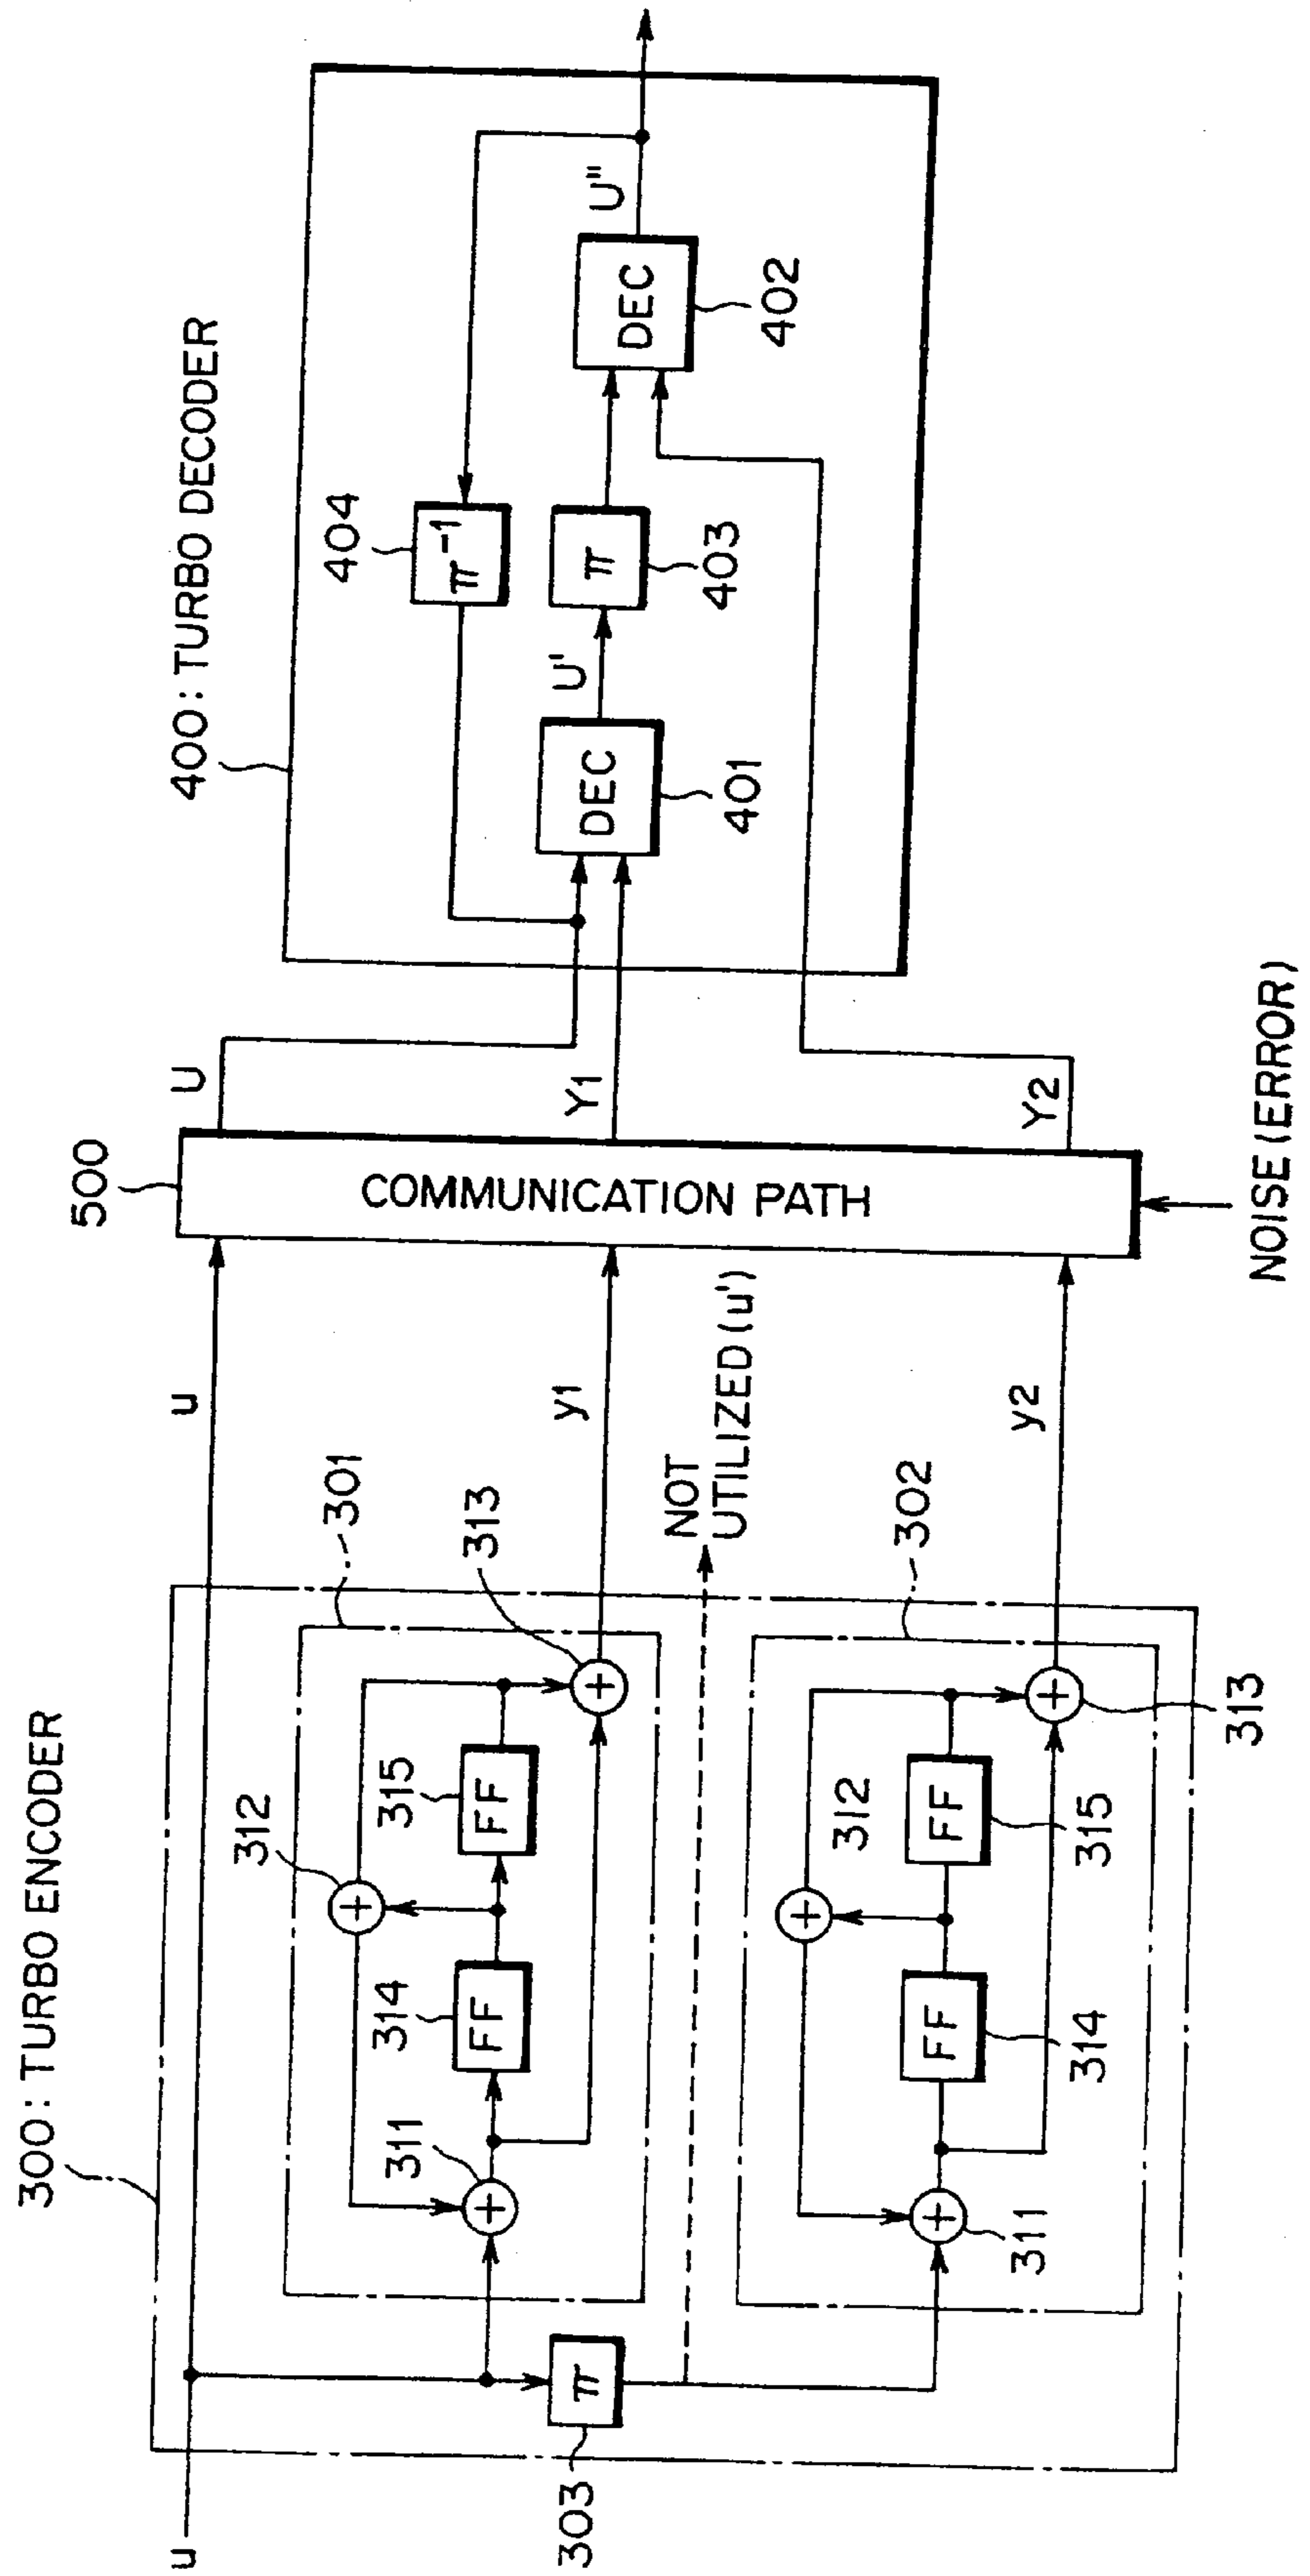 300: TURBO ENCODER
u
u
301
312
311
314
FF
315
FF
313
y1
303
π
NOT
UTILIZED (u')
302
312
311
314
FF
315
FF
313
y2
500
COMMUNICATION PATH
NOISE (ERROR)
U
Y1
Y2
400: TURBO DECODER
404
π-1
DEC
401
U'
π
403
DEC
402
U"